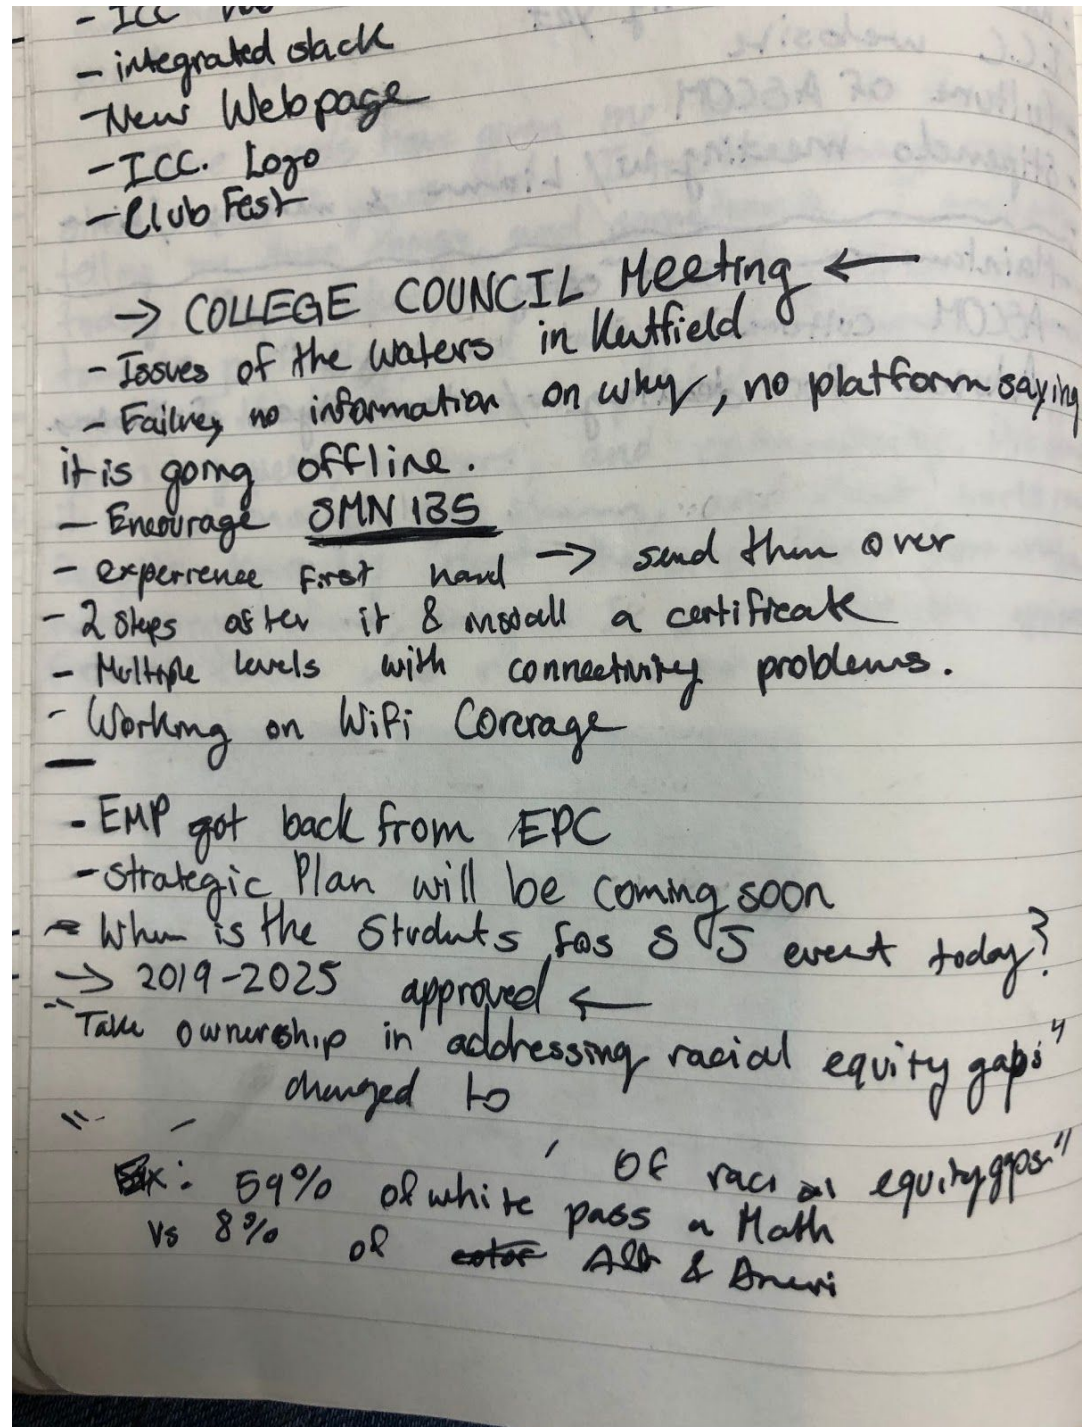 - ICC
- integrated slack
- New Webpage
- ICC. Logo
- Club Fest
→ COLLEGE COUNCIL Meeting ←
- Issues of the waters in Kentfield
- Failure, no information on why, no platform saying
it is going offline.
- Encourage SMN 135
- experience first hand → send them over
- 2 steps after it & install a certificate
- Multiple levels with connectivity problems.
- Working on WiFi Coverage
-
- EMP got back from EPC
- Strategic Plan will be coming soon
- When is the Students for S J event today?
→ 2019-2025 approved ←
"Take ownership in addressing racial equity gaps"
changed to
" - ' of racial equity gaps"
Ex: 59% of white pass a Math
vs 8% of color & Ameri